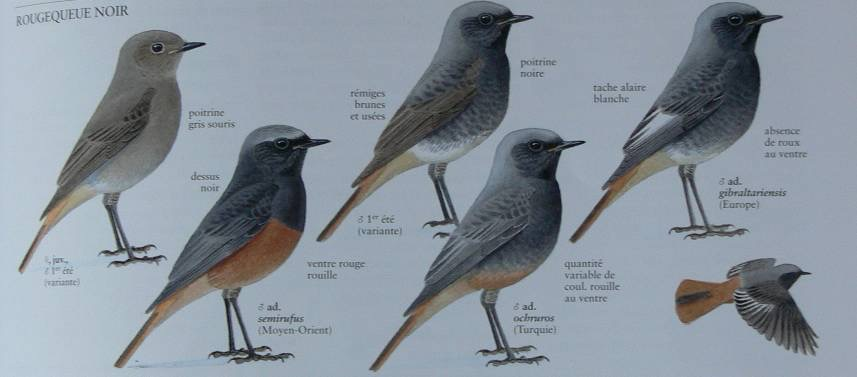 ROUGEQUEUE NOIR
poitrine
gris souris
♀, juv.,
♂ 1er été
(variante)
dessus
noir
ventre rouge
rouille
♂ ad.
semirufus
(Moyen-Orient)
rémiges
brunes
et usées
poitrine
noire
♂ 1er été
(variante)
quantité
variable de
coul. rouille
au ventre
♂ ad.
ochruros
(Turquie)
tache alaire
blanche
absence
de roux
au ventre
♂ ad.
gibraltariensis
(Europe)